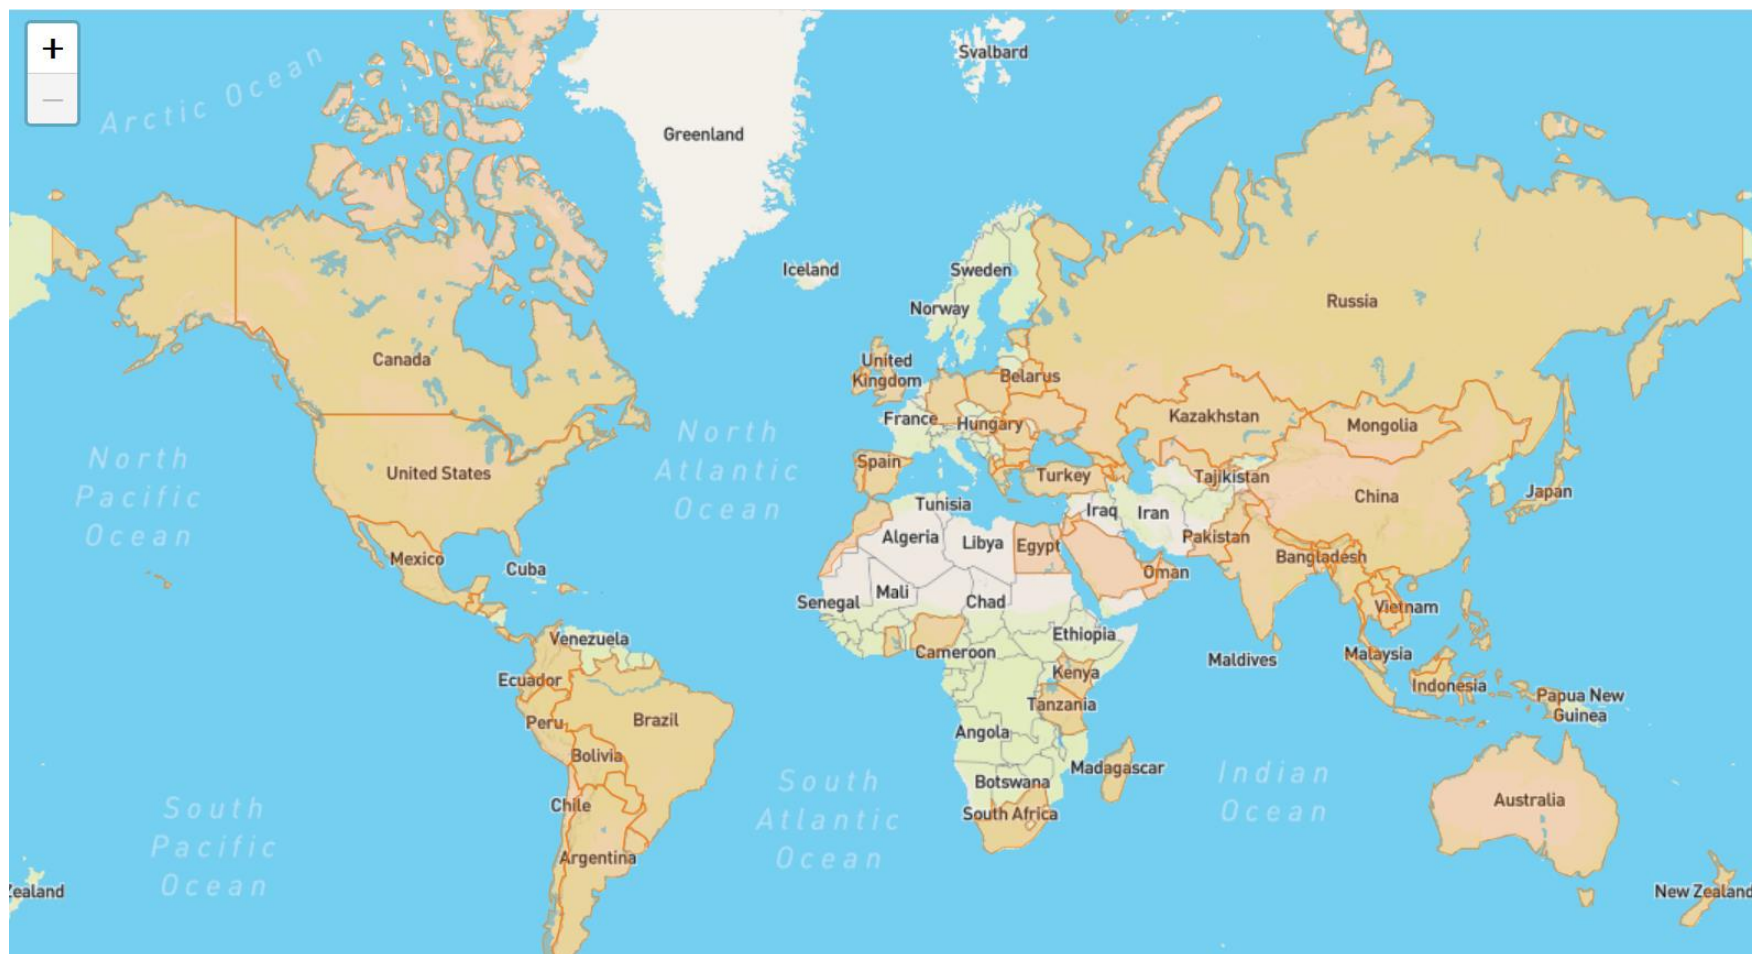 +
−
Arctic Ocean
Svalbard
Greenland
Iceland
Sweden
Norway
Russia
Canada
United
Kingdom
Belarus
France
Hungary
Kazakhstan
Mongolia
North
Pacific
Ocean
North
Atlantic
Ocean
United States
Spain
Turkey
Tajikistan
China
Japan
Tunisia
Iraq
Iran
Algeria
Libya
Egypt
Pakistan
Bangladesh
Mexico
Cuba
Oman
Senegal
Mali
Chad
Vietnam
Venezuela
Ethiopia
Cameroon
Maldives
Malaysia
Ecuador
Kenya
Indonesia
Papua New
Guinea
Peru
Brazil
Tanzania
Angola
Bolivia
Madagascar
Botswana
Indian
Ocean
South
Atlantic
Ocean
South
Pacific
Ocean
Chile
South Africa
Australia
Argentina
Zealand
New Zealand